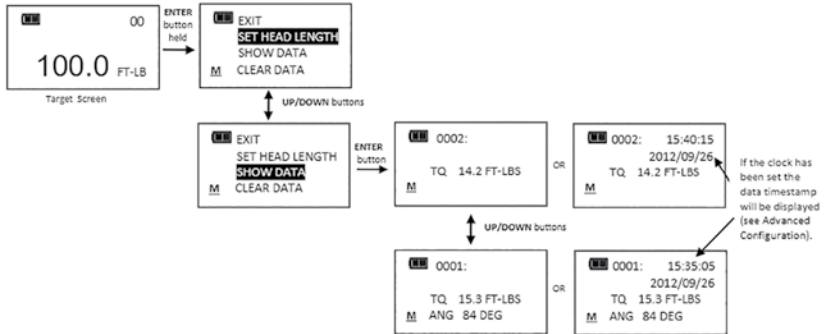 00
100.0 FT-LB
Target Screen
ENTER
button
held
EXIT
SET HEAD LENGTH
SHOW DATA
M CLEAR DATA
UP/DOWN buttons
EXIT
SET HEAD LENGTH
SHOW DATA
M CLEAR DATA
ENTER
button
0002:
TQ 14.2 FT-LBS
M
OR
0002: 15:40:15
2012/09/26
TQ 14.2 FT-LBS
M
If the clock has
been set the
data timestamp
will be displayed
(see Advanced
Configuration).
UP/DOWN buttons
0001:
TQ 15.3 FT-LBS
M ANG 84 DEG
OR
0001: 15:35:05
2012/09/26
TQ 15.3 FT-LBS
M ANG 84 DEG